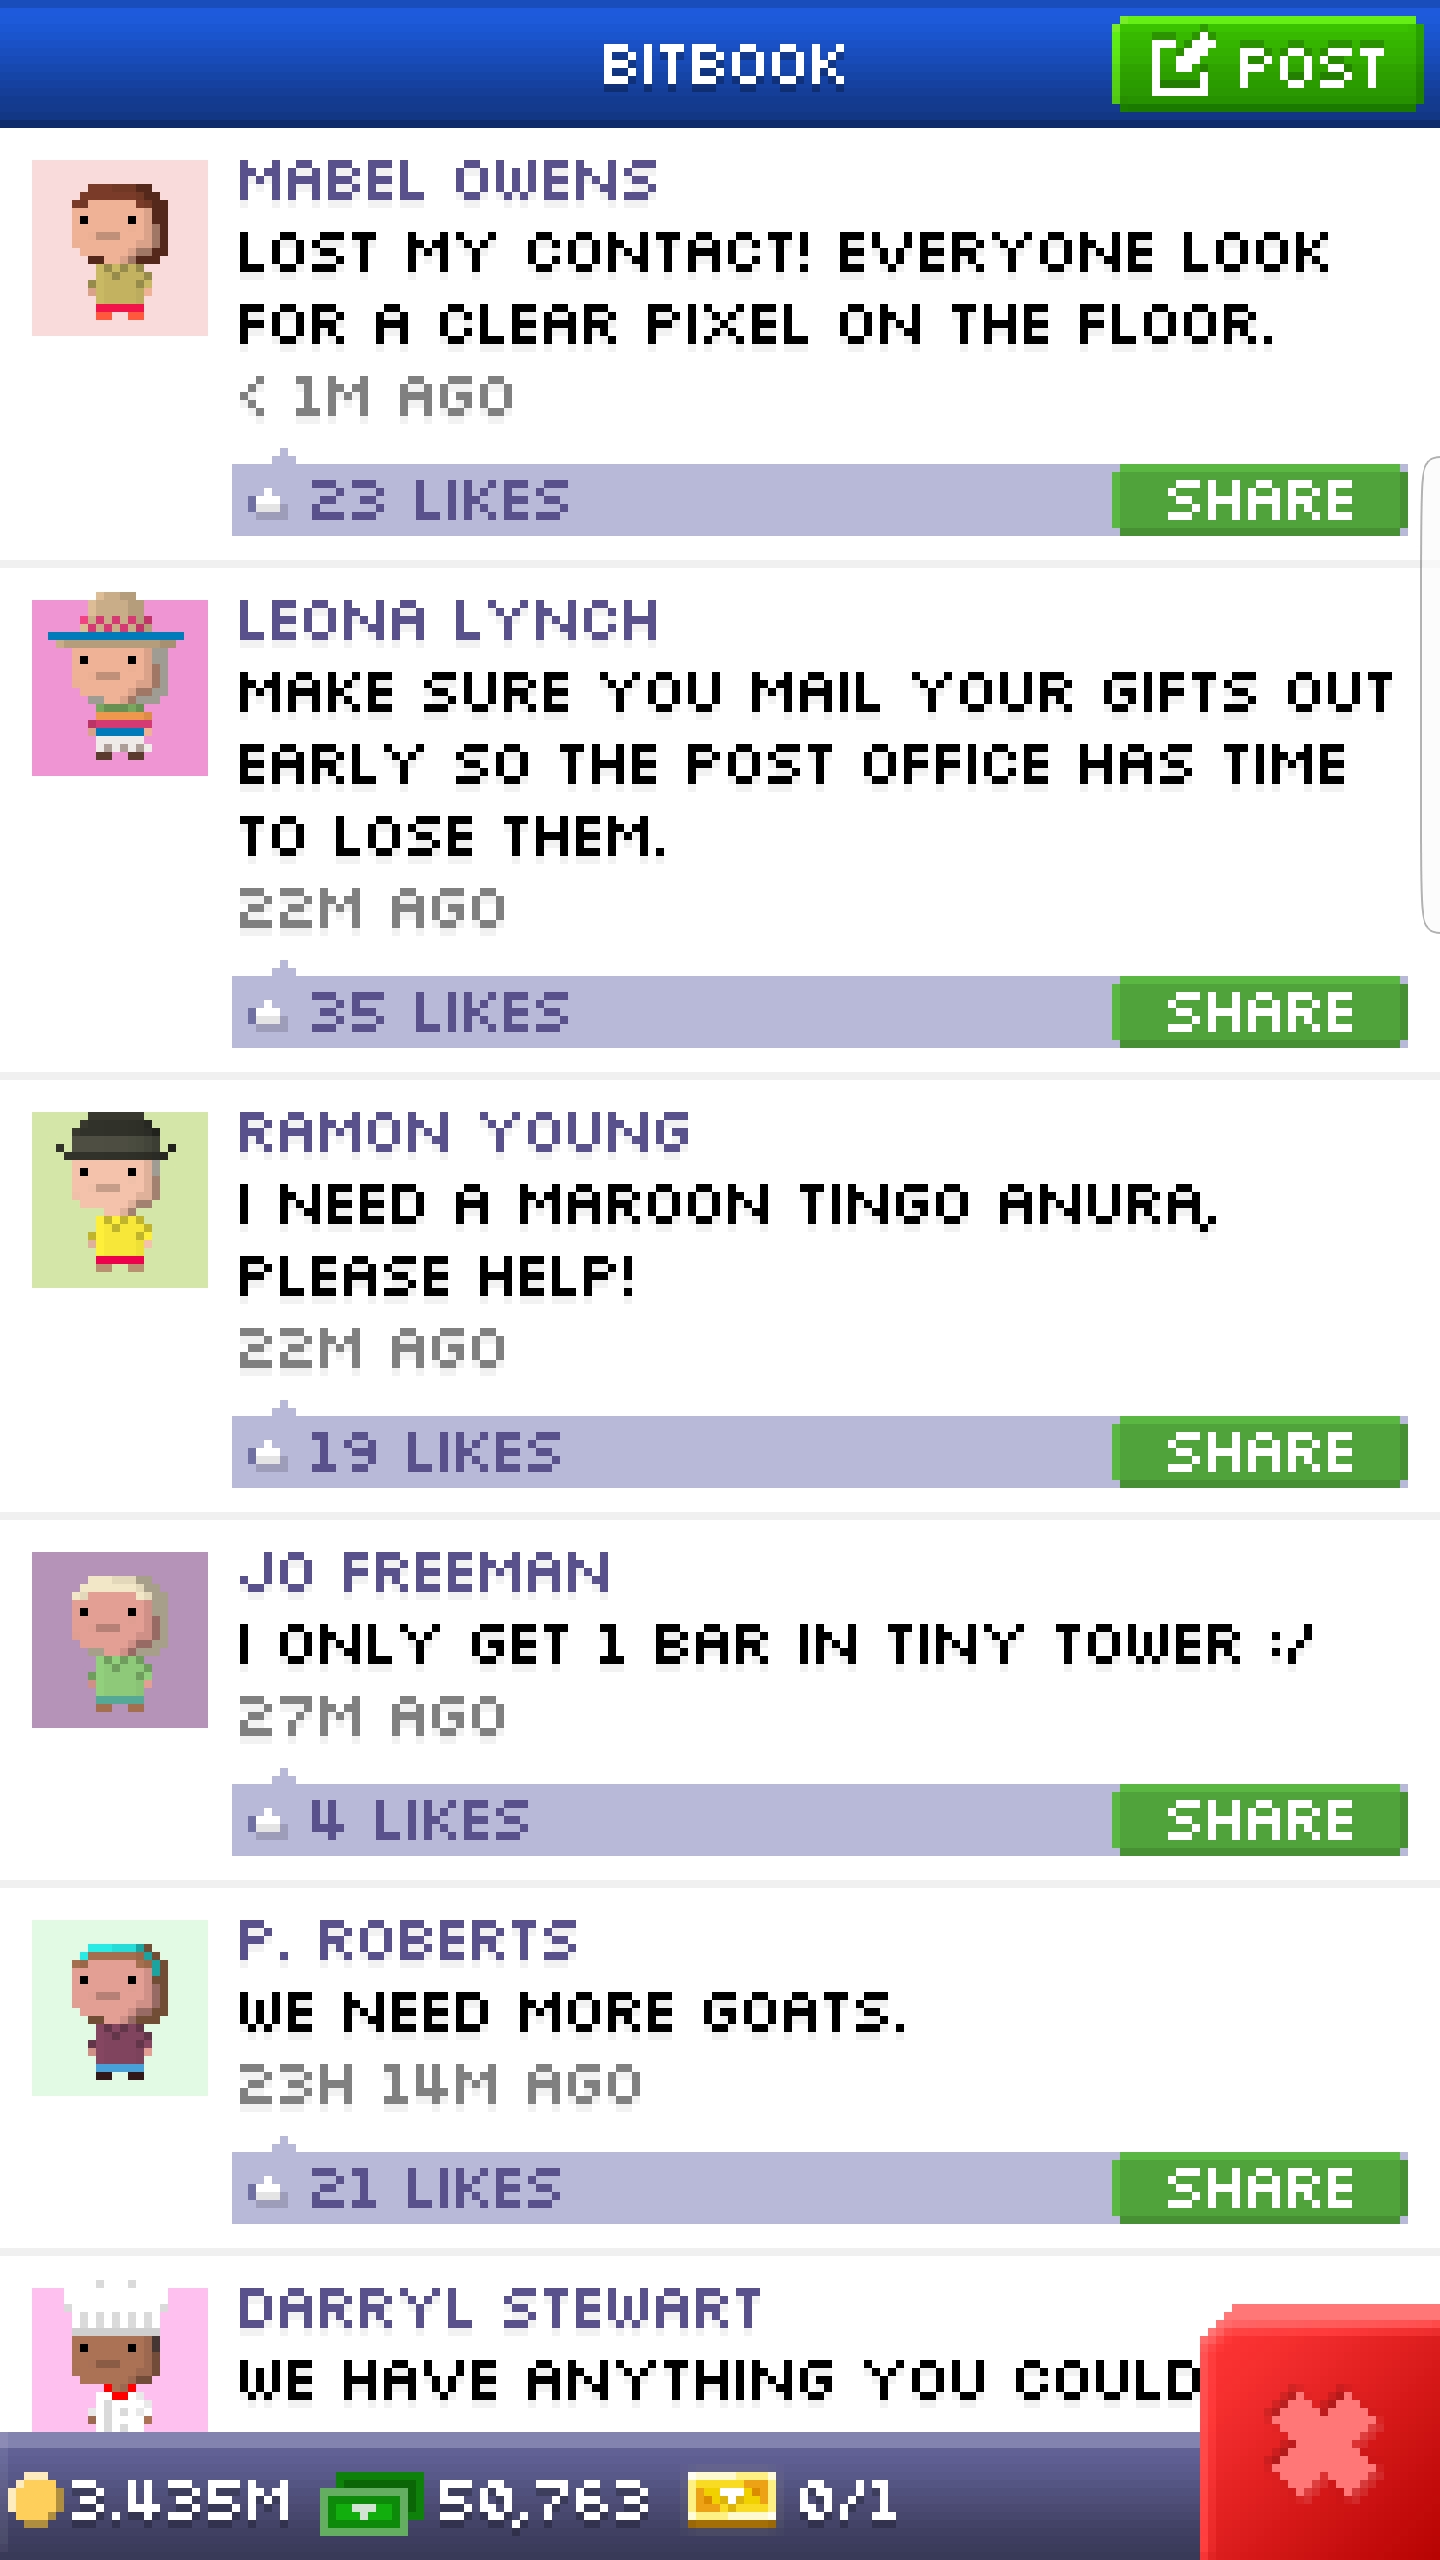 BITBOOK
POST
MABEL OWENS
LOST MY CONTACT! EVERYONE LOOK
FOR A CLEAR PIXEL ON THE FLOOR.
< 1M AGO
23 LIKES
SHARE
LEONA LYNCH
MAKE SURE YOU MAIL YOUR GIFTS OUT
EARLY SO THE POST OFFICE HAS TIME
TO LOSE THEM.
22M AGO
35 LIKES
SHARE
RAMON YOUNG
I NEED A MAROON TINGO ANURA,
PLEASE HELP!
22M AGO
19 LIKES
SHARE
JO FREEMAN
I ONLY GET 1 BAR IN TINY TOWER :/
27M AGO
4 LIKES
SHARE
P. ROBERTS
WE NEED MORE GOATS.
23H 14M AGO
21 LIKES
SHARE
DARRYL STEWART
WE HAVE ANYTHING YOU COULD
3.435M
50,763
0/1